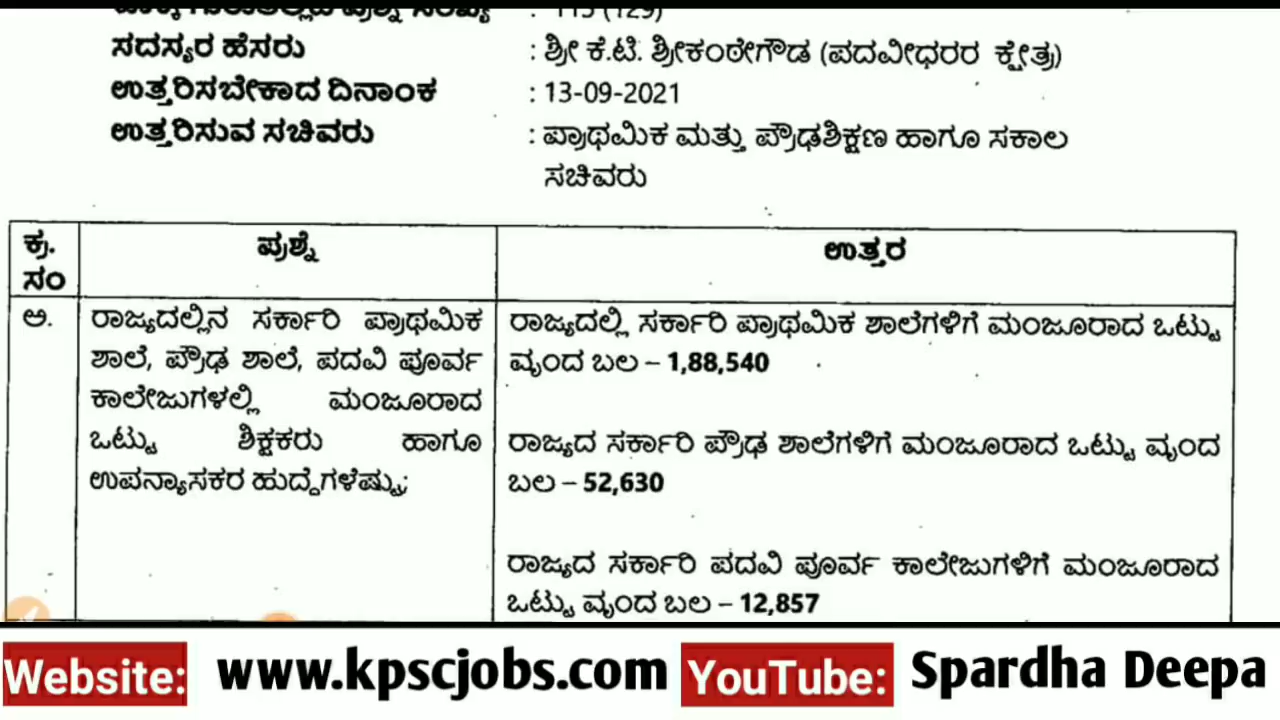 : 115 (129)
ಸದಸ್ಯರ ಹೆಸರು : ಶ್ರೀ ಕೆ.ಟಿ. ಶ್ರೀಕಂಠೇಗೌಡ (ಪದವೀಧರರ ಕ್ಷೇತ್ರ)
ಉತ್ತರಿಸಬೇಕಾದ ದಿನಾಂಕ : 13-09-2021
ಉತ್ತರಿಸುವ ಸಚಿವರು : ಪ್ರಾಥಮಿಕ ಮತ್ತು ಪ್ರೌಢಶಿಕ್ಷಣ ಹಾಗೂ ಸಕಾಲ
ಸಚಿವರು
ಕ್ರ.
ಸಂ
ಪ್ರಶ್ನೆ
ಉತ್ತರ
ಅ.
ರಾಜ್ಯದಲ್ಲಿನ ಸರ್ಕಾರಿ ಪ್ರಾಥಮಿಕ
ಶಾಲೆ, ಪ್ರೌಢ ಶಾಲೆ, ಪದವಿ ಪೂರ್ವ
ಕಾಲೇಜುಗಳಲ್ಲಿ ಮಂಜೂರಾದ
ಒಟ್ಟು ಶಿಕ್ಷಕರು ಹಾಗೂ
ಉಪನ್ಯಾಸಕರ ಹುದ್ದೆಗಳೆಷ್ಟು;
ರಾಜ್ಯದಲ್ಲಿ ಸರ್ಕಾರಿ ಪ್ರಾಥಮಿಕ ಶಾಲೆಗಳಿಗೆ ಮಂಜೂರಾದ ಒಟ್ಟು
ವೃಂದ ಬಲ – 1,88,540
ರಾಜ್ಯದ ಸರ್ಕಾರಿ ಪ್ರೌಢ ಶಾಲೆಗಳಿಗೆ ಮಂಜೂರಾದ ಒಟ್ಟು ವೃಂದ
ಬಲ – 52,630
ರಾಜ್ಯದ ಸರ್ಕಾರಿ ಪದವಿ ಪೂರ್ವ ಕಾಲೇಜುಗಳಿಗೆ ಮಂಜೂರಾದ
ಒಟ್ಟು ವೃಂದ ಬಲ – 12,857
Website: www.kpscjobs.com YouTube: Spardha Deepa